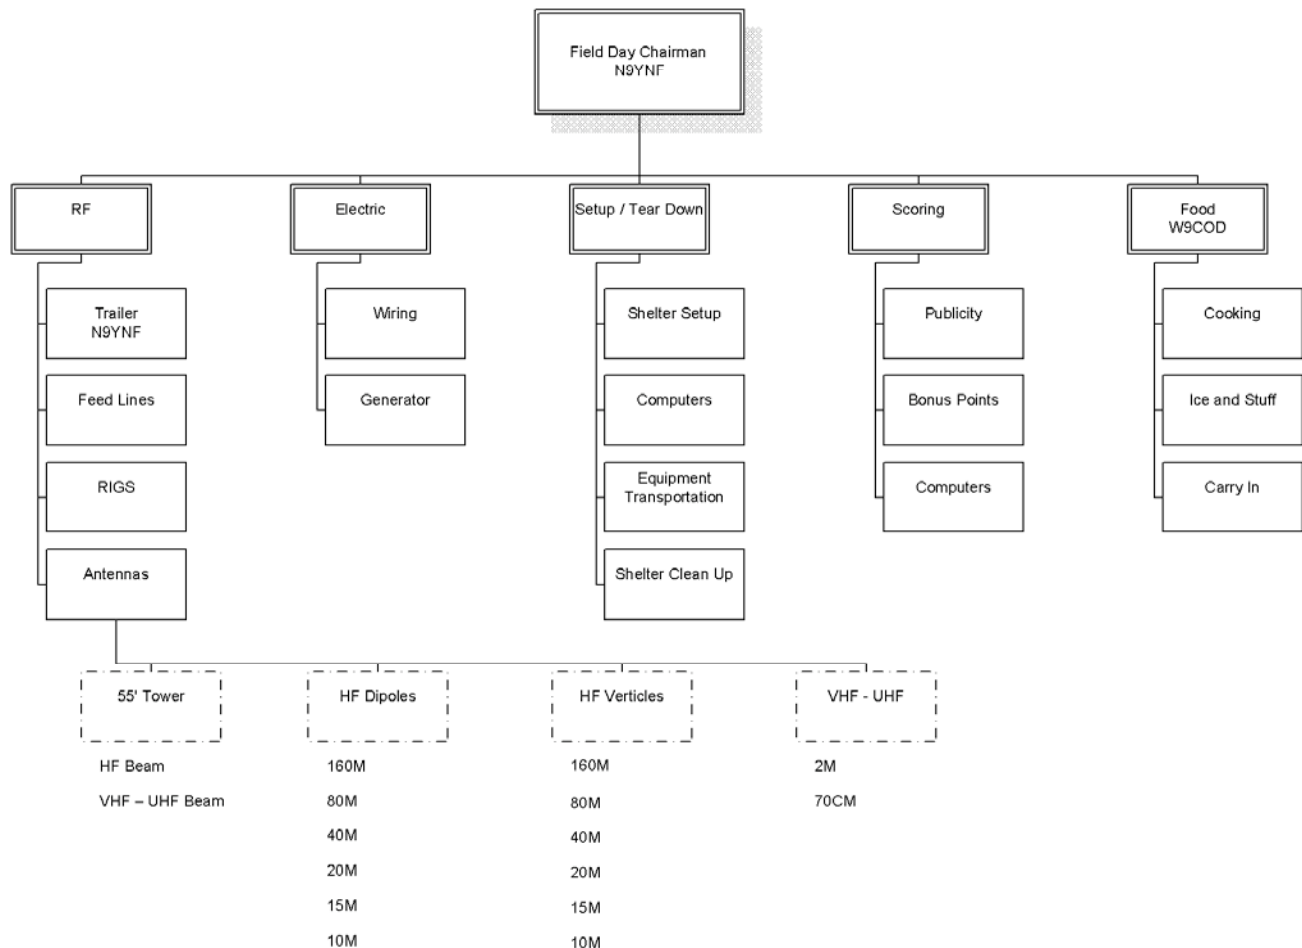 Field Day Chairman
N9YNF
RF
Electric
Setup / Tear Down
Scoring
Food
W9COD
Trailer
N9YNF
Wiring
Shelter Setup
Publicity
Cooking
Feed Lines
Generator
Computers
Bonus Points
Ice and Stuff
RIGS
Equipment
Transportation
Computers
Carry In
Antennas
Shelter Clean Up
55' Tower
HF Dipoles
HF Verticles
VHF - UHF
HF Beam
160M
160M
2M
VHF – UHF Beam
80M
80M
70CM
40M
40M
20M
20M
15M
15M
10M
10M